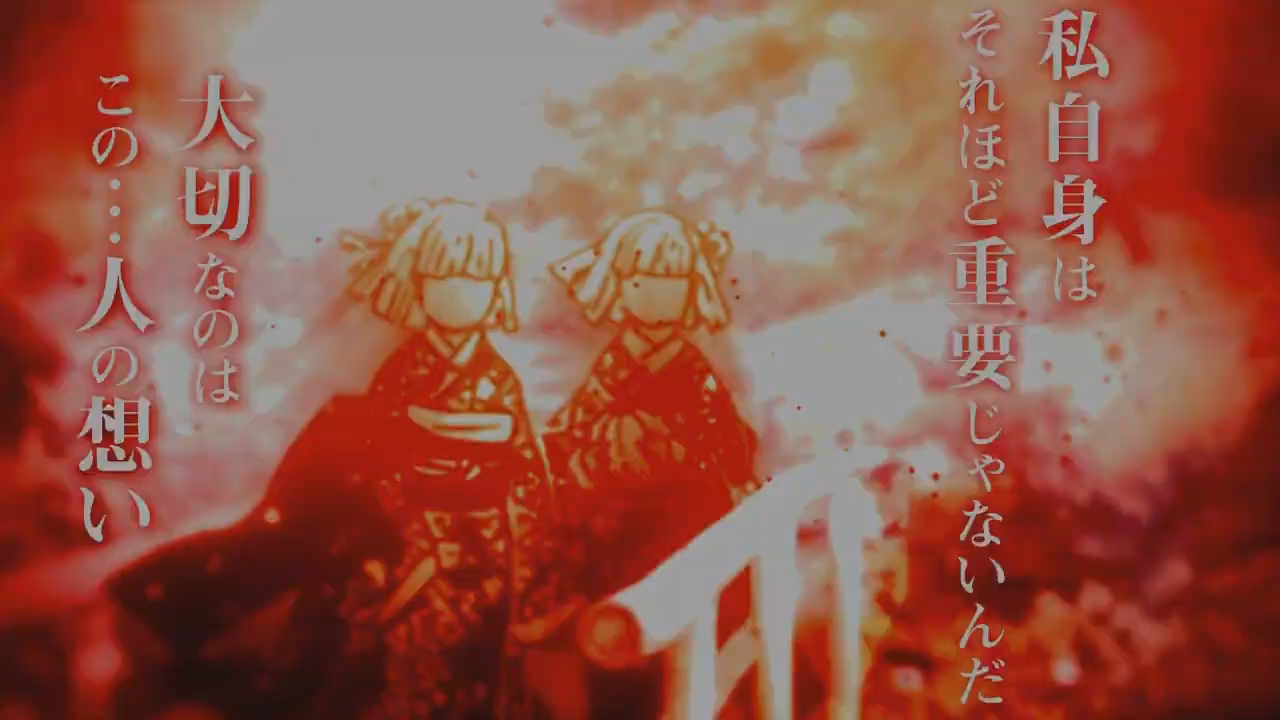 私自身は
それほど重要じゃないんだ
大切なのは
この…人の想い